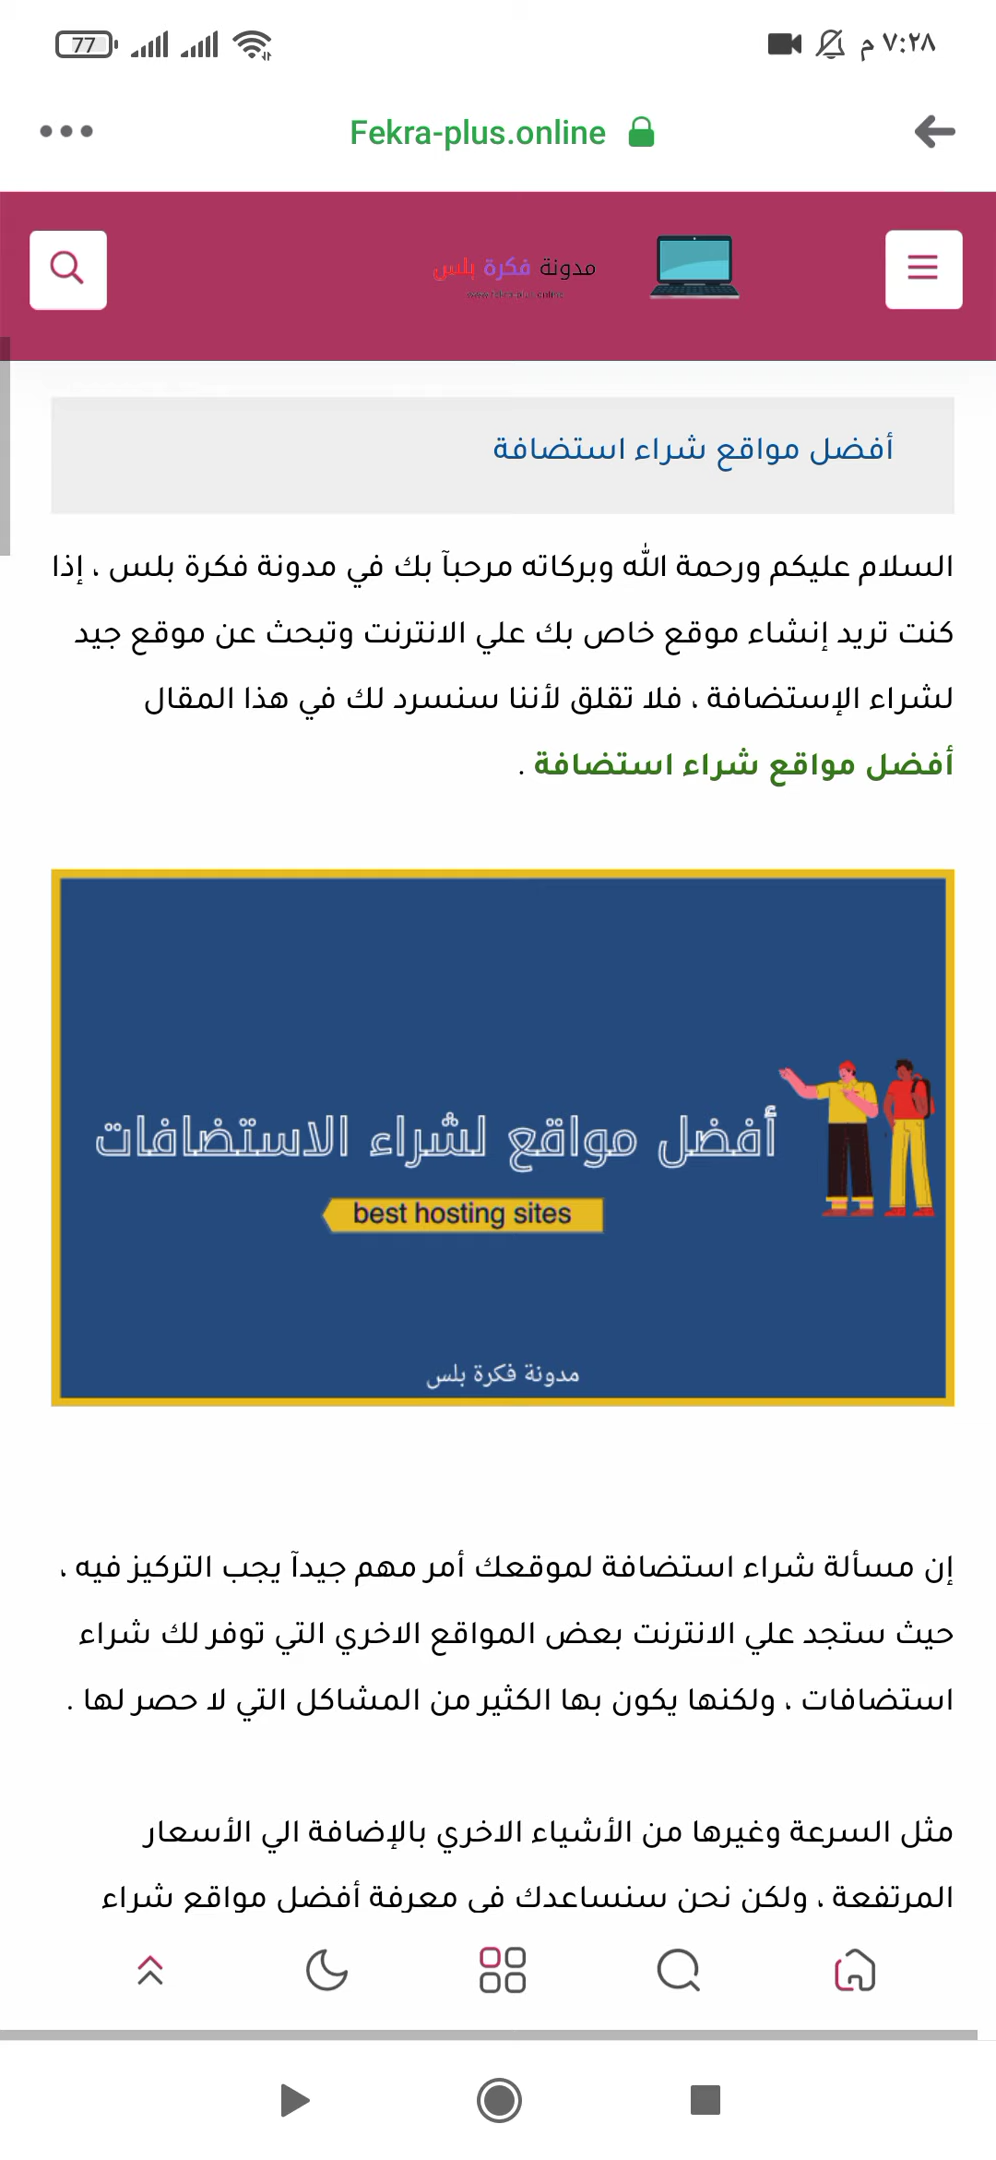 77
٧:٢٨ م
Fekra-plus.online
مدونة فكرة بلس
أفضل مواقع شراء استضافة
السلام عليكم ورحمة الله وبركاته مرحبآ بك في مدونة فكرة بلس ، إذا
كنت تريد إنشاء موقع خاص بك علي الانترنت وتبحث عن موقع جيد
لشراء الإستضافة ، فلا تقلق لأننا سنسرد لك في هذا المقال
أفضل مواقع شراء استضافة .
أفضل مواقع لشراء الاستضافات
best hosting sites
مدونة فكرة بلس
إن مسألة شراء استضافة لموقعك أمر مهم جيدآ يجب التركيز فيه ،
حيث ستجد علي الانترنت بعض المواقع الاخري التي توفر لك شراء
استضافات ، ولكنها يكون بها الكثير من المشاكل التي لا حصر لها .
مثل السرعة وغيرها من الأشياء الاخري بالإضافة الي الأسعار
المرتفعة ، ولكن نحن سنساعدك في معرفة أفضل مواقع شراء